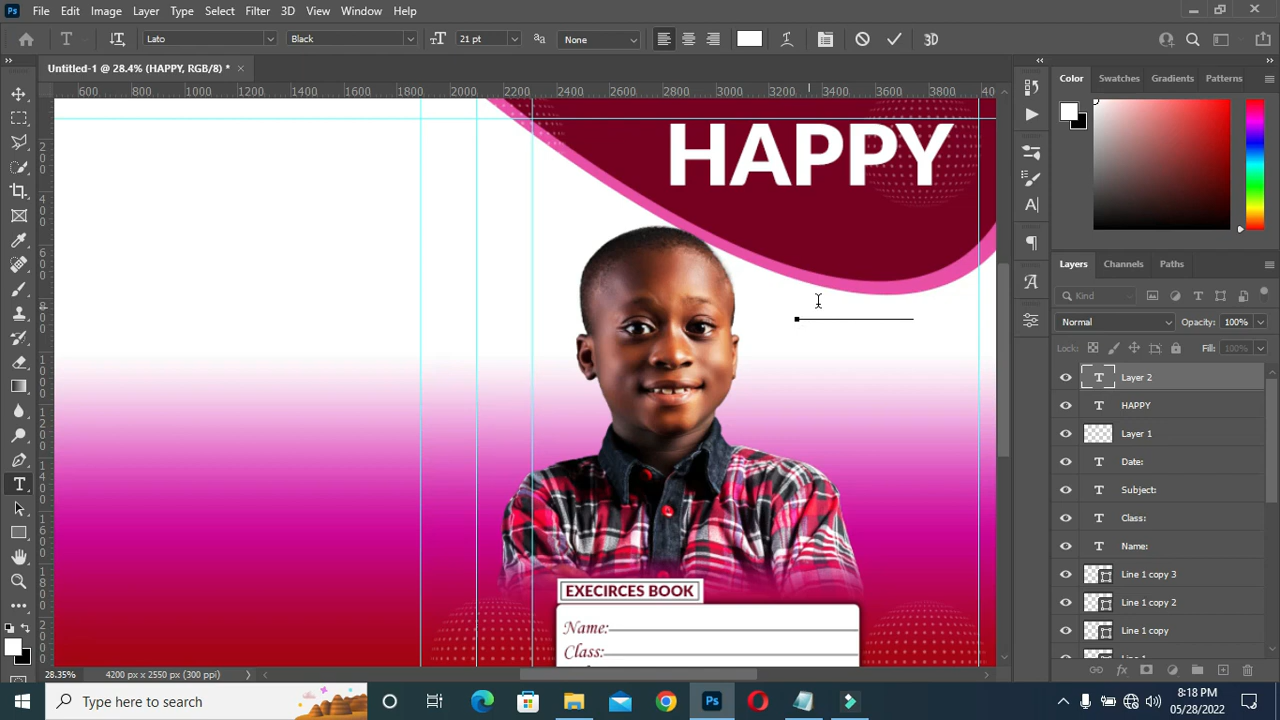 Ps File Edit Image Layer Type Select Filter 3D View Window Help
T Lato Black 21 pt aa None 3D
Untitled-1 @ 28.4% (HAPPY, RGB/8) * ×
Color Swatches Gradients Patterns
600 800 1000 1200 1400 1600 1800 2000 2200 2400 2600 2800 3000 3200 3400 3600 3800 40
HAPPY
Layers Channels Paths
Kind
Normal Opacity: 100%
Lock: Fill: 100%
T Layer 2
T HAPPY
Layer 1
T Date:
T Subject:
T Class:
T Name:
Line 1 copy 3
Line 1 copy 2
Line 1 copy
EXECIRCES BOOK
Name:
Class:
28.35% 4200 px x 2550 px (300 ppi)
Type here to search
8:18 PM
05/28/2022